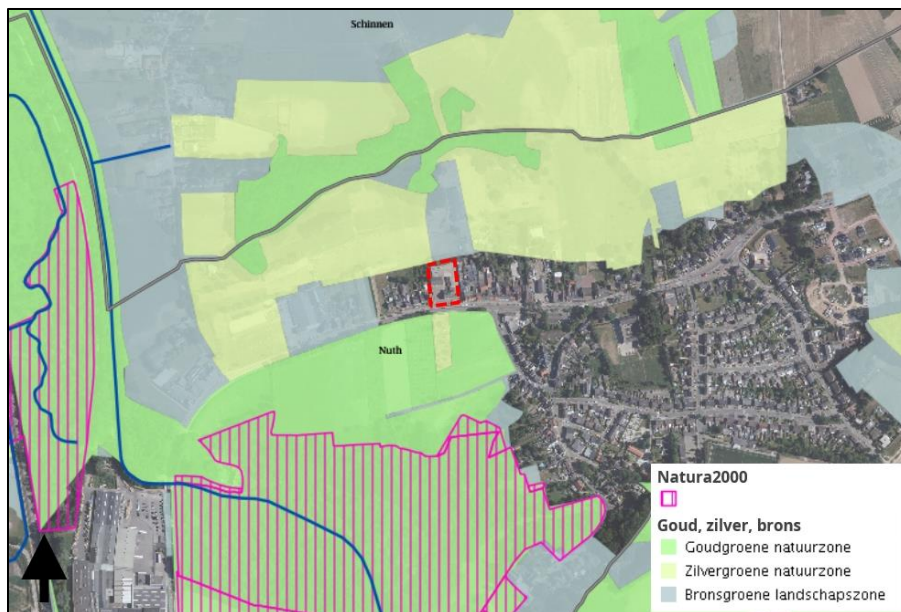 Schinnen
Nuth
Natura2000
Goud, zilver, brons
Goudgroene natuurzone
Zilvergroene natuurzone
Bronsgroene landschapszone